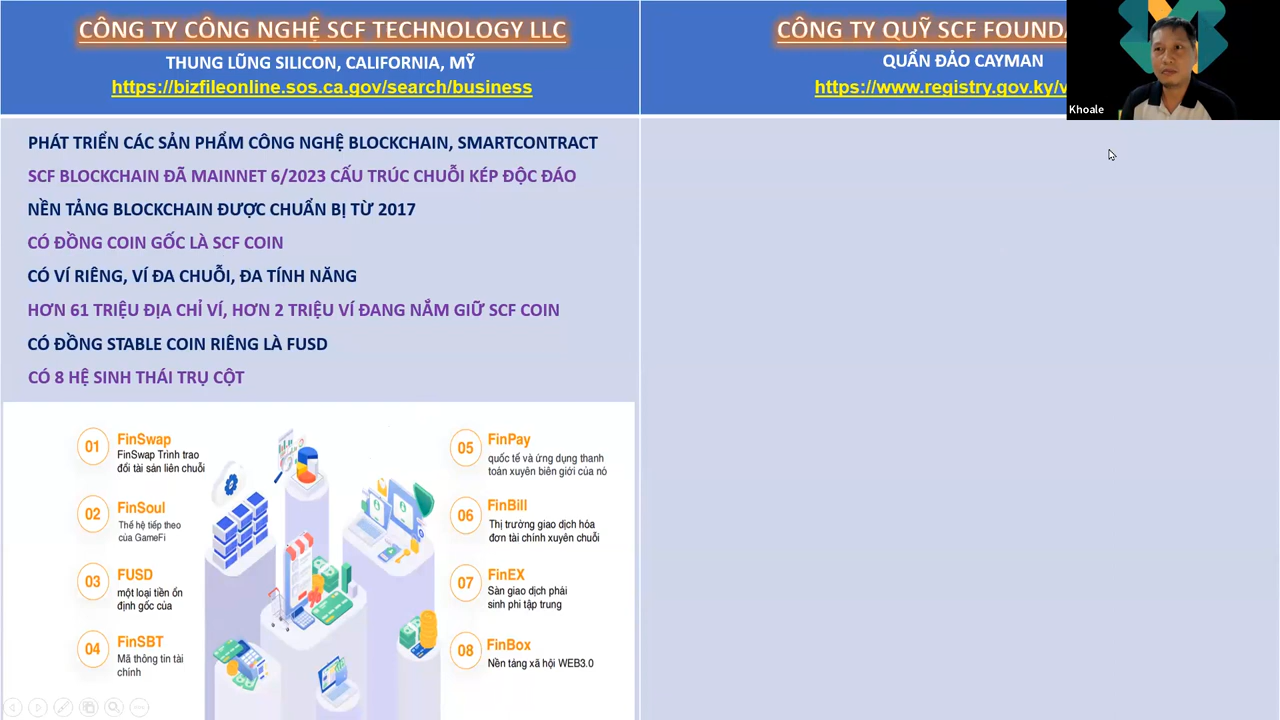 CÔNG TY CÔNG NGHỆ SCF TECHNOLOGY LLC
THUNG LŨNG SILICON, CALIFORNIA, MỸ
https://bizfileonline.sos.ca.gov/search/business
CÔNG TY QUỸ SCF
QUẦN ĐẢO CAYMAN
https://www.registry.gov.ky/
Khoale
PHÁT TRIỂN CÁC SẢN PHẨM CÔNG NGHỆ BLOCKCHAIN, SMARTCONTRACT
SCF BLOCKCHAIN ĐÃ MAINNET 6/2023 CẤU TRÚC CHUỖI KÉP ĐỘC ĐÁO
NỀN TẢNG BLOCKCHAIN ĐƯỢC CHUẨN BỊ TỪ 2017
CÓ ĐỒNG COIN GỐC LÀ SCF COIN
CÓ VÍ RIÊNG, VÍ ĐA CHUỖI, ĐA TÍNH NĂNG
HƠN 61 TRIỆU ĐỊA CHỈ VÍ, HƠN 2 TRIỆU VÍ ĐANG NẮM GIỮ SCF COIN
CÓ ĐỒNG STABLE COIN RIÊNG LÀ FUSD
CÓ 8 HỆ SINH THÁI TRỤ CỘT
01
FinSwap
FinSwap Trình trao
đổi tài sản liên chuỗi
02
FinSoul
Thế hệ tiếp theo
của GameFi
03
FUSD
một loại tiền ổn
định gốc của
04
FinSBT
Mã thông tin tài
chính
05
FinPay
quốc tế và ứng dụng thanh
toán xuyên biên giới của nó
06
FinBill
Thị trường giao dịch hóa
đơn tài chính xuyên chuỗi
07
FinEX
Sàn giao dịch phái
sinh phi tập trung
08
FinBox
Nền tảng xã hội WEB3.0